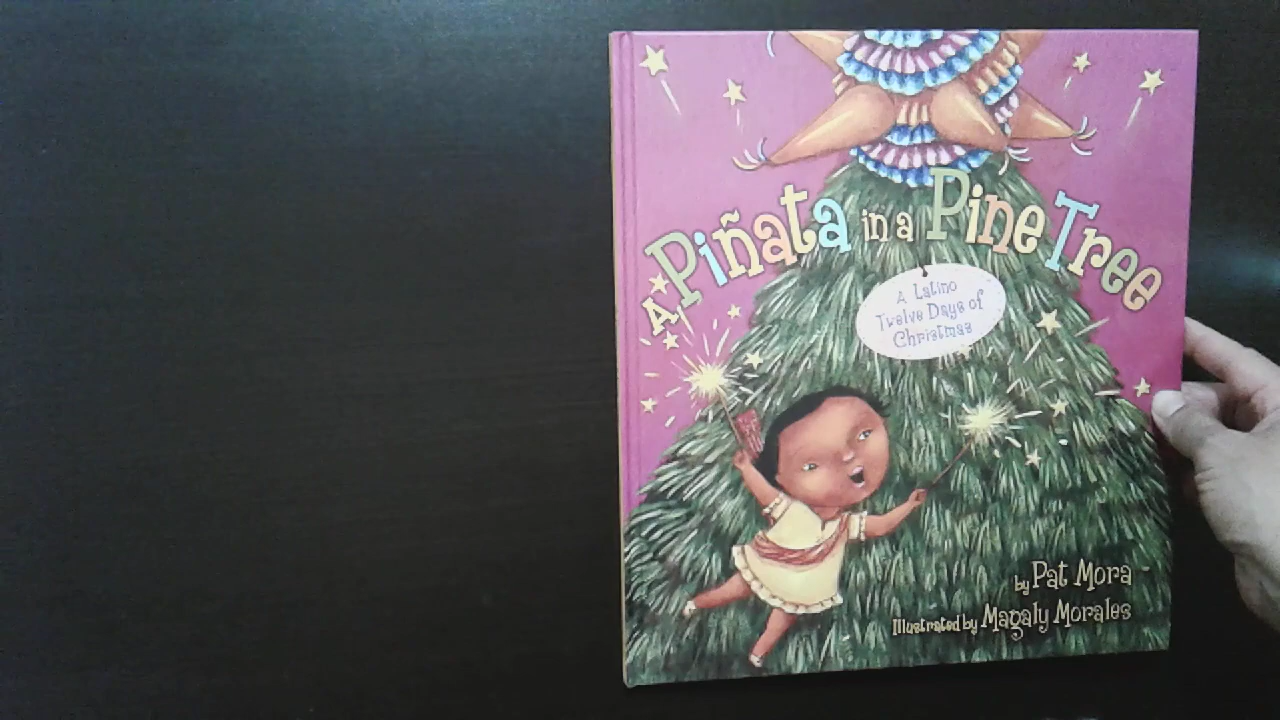 A Piñata in a Pine Tree
A Latino
Twelve Days of
Christmas
by Pat Mora
Illustrated by Magaly Morales